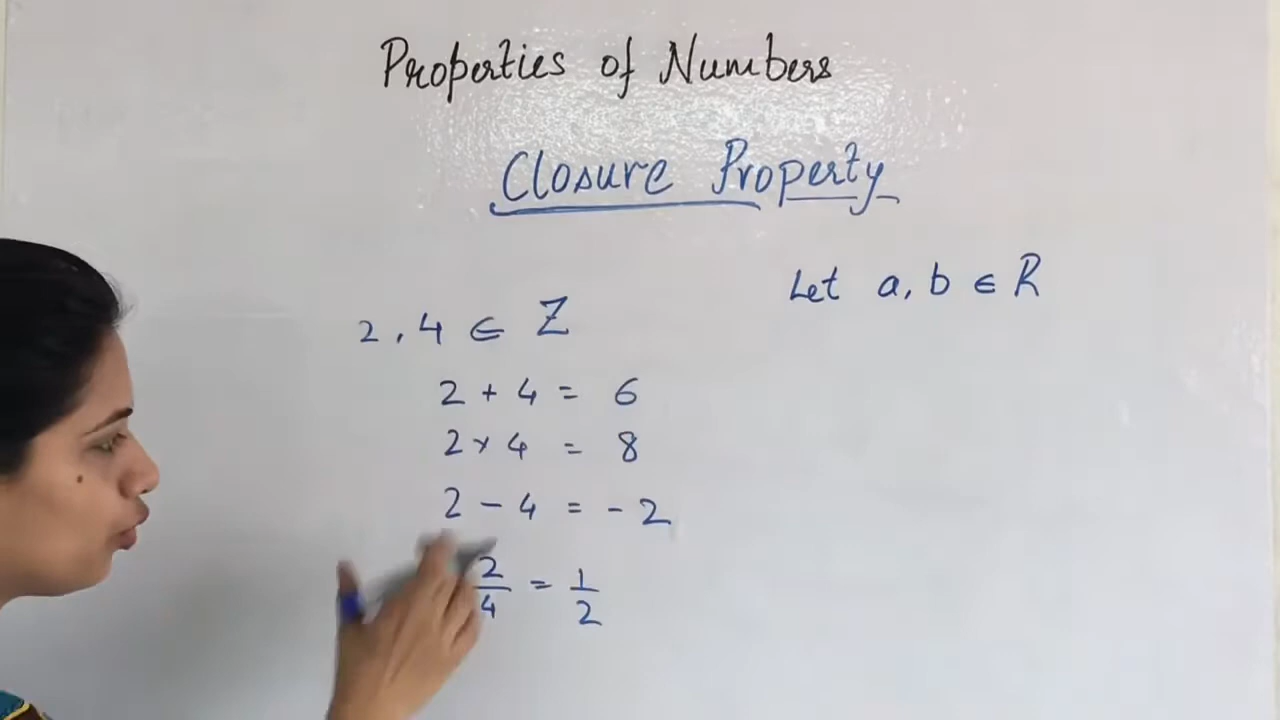 Properties of Numbers
Closure Property
Let a, b ∈ R
2, 4 ∈ Z
2 + 4 = 6
2 × 4 = 8
2 - 4 = - 2
2/4 = 1/2